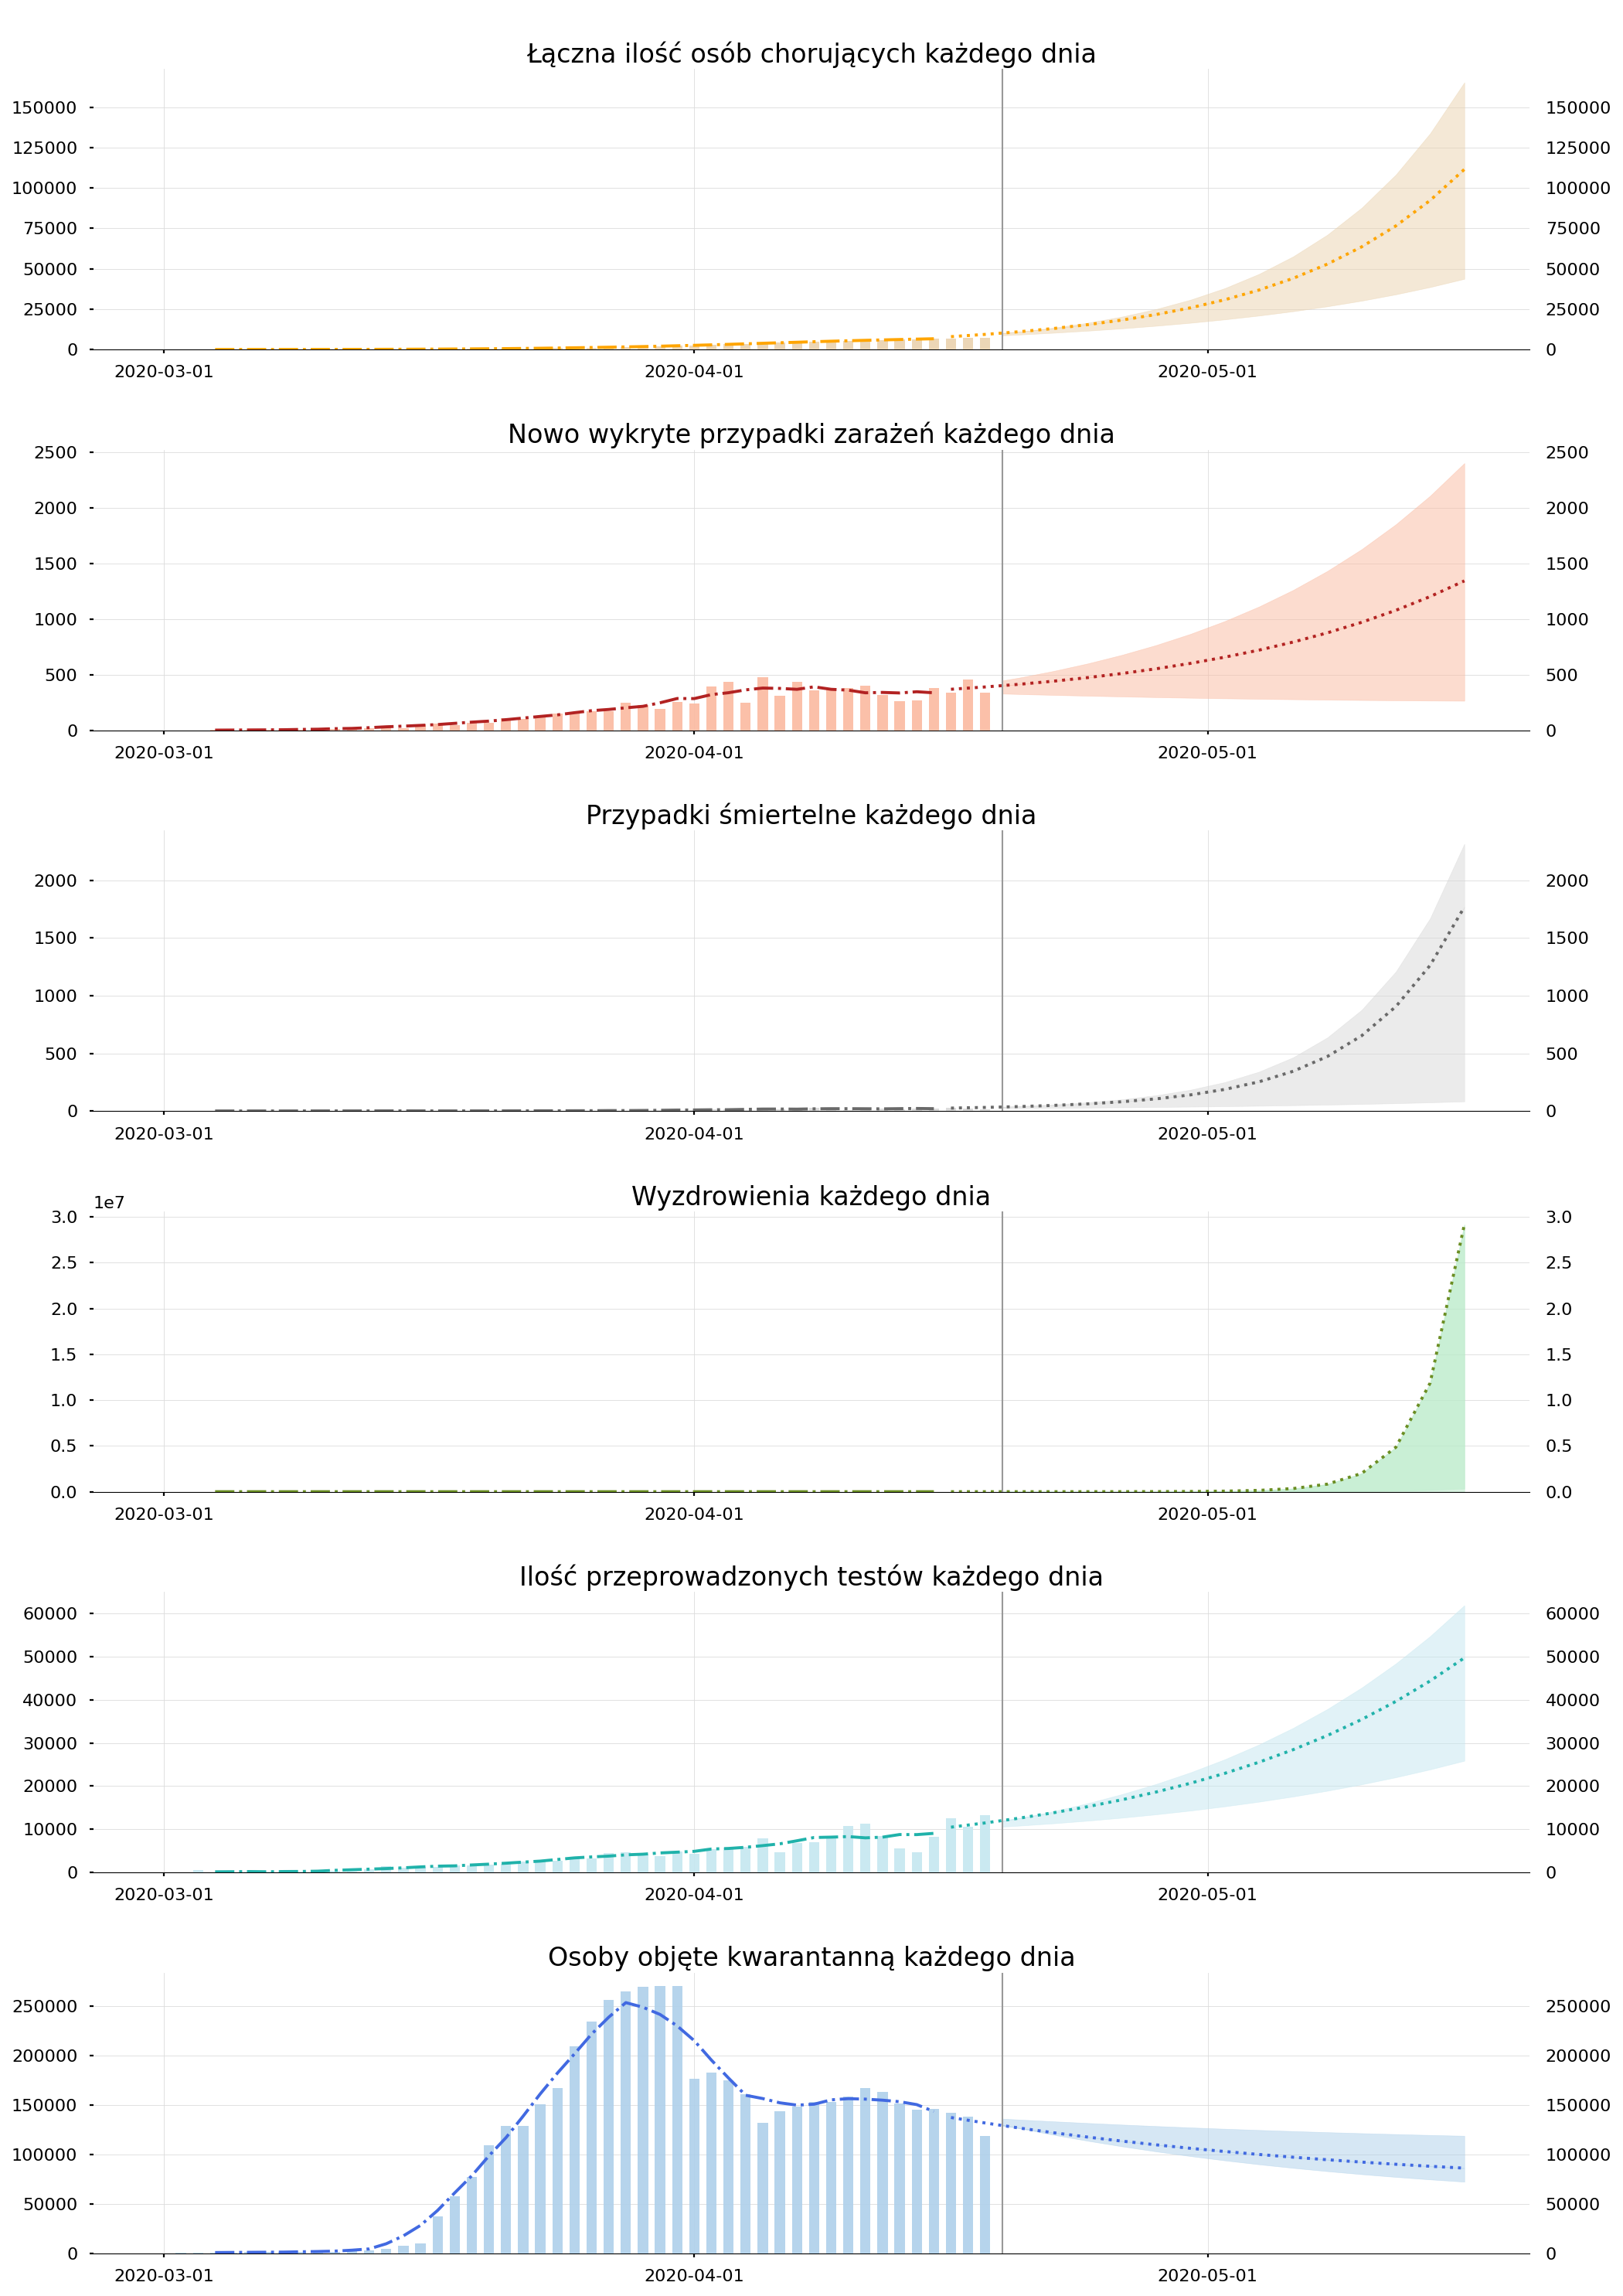 Łączna ilość osób chorujących każdego dnia
150000 150000
125000 125000
100000 100000
75000 75000
50000 50000
25000 25000
0 0
2020-03-01 2020-04-01 2020-05-01
Nowo wykryte przypadki zarażeń każdego dnia
2500 2500
2000 2000
1500 1500
1000 1000
500 500
0 0
2020-03-01 2020-04-01 2020-05-01
Przypadki śmiertelne każdego dnia
2000 2000
1500 1500
1000 1000
500 500
0 0
2020-03-01 2020-04-01 2020-05-01
Wyzdrowienia każdego dnia
1e7
3.0 3.0
2.5 2.5
2.0 2.0
1.5 1.5
1.0 1.0
0.5 0.5
0.0 0.0
2020-03-01 2020-04-01 2020-05-01
Ilość przeprowadzonych testów każdego dnia
60000 60000
50000 50000
40000 40000
30000 30000
20000 20000
10000 10000
0 0
2020-03-01 2020-04-01 2020-05-01
Osoby objęte kwarantanną każdego dnia
250000 250000
200000 200000
150000 150000
100000 100000
50000 50000
0 0
2020-03-01 2020-04-01 2020-05-01